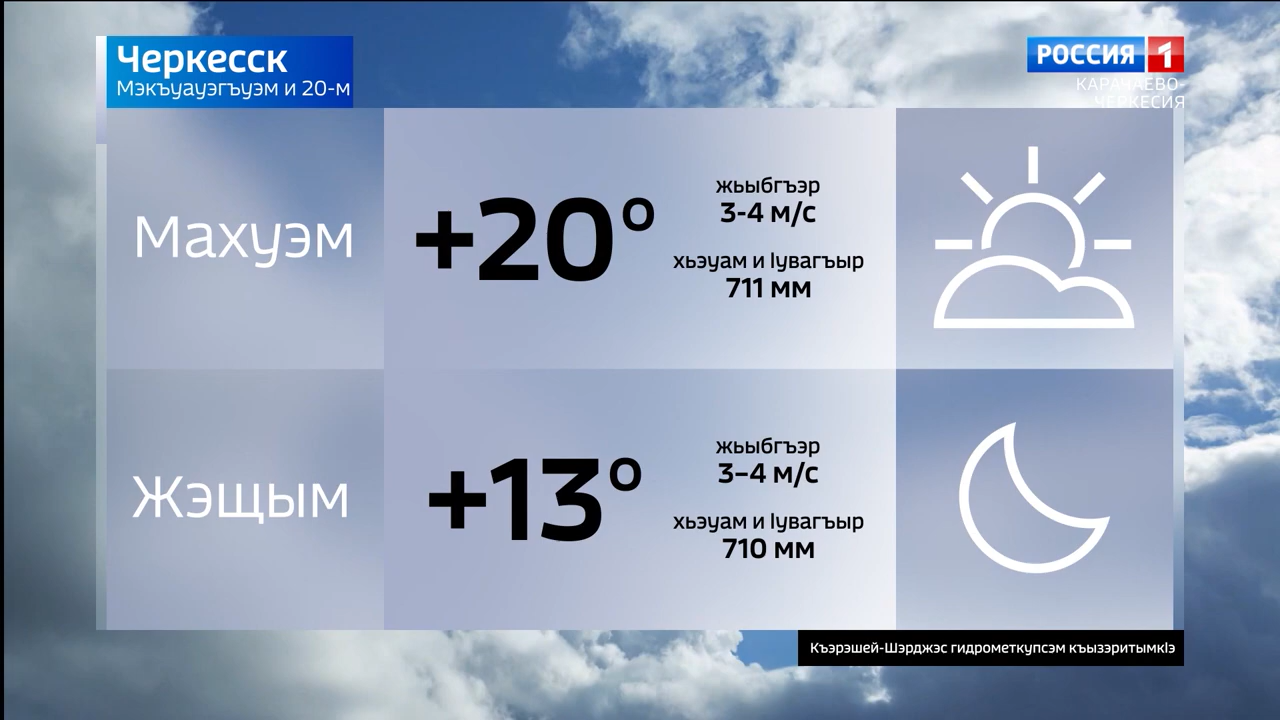 Черкесск
Мэкъуауэгъуэм и 20-м
РОССИЯ 1
КАРАЧАЕВО-
ЧЕРКЕСИЯ
Махуэм
+20°
жьыбгъэр
3-4 м/с
хьэуам и Iувагъыр
711 мм
Жэщым
+13°
жьыбгъэр
3–4 м/с
хьэуам и Iувагъыр
710 мм
Къэрэшей-Шэрджэс гидрометкупсэм къызэритымкIэ